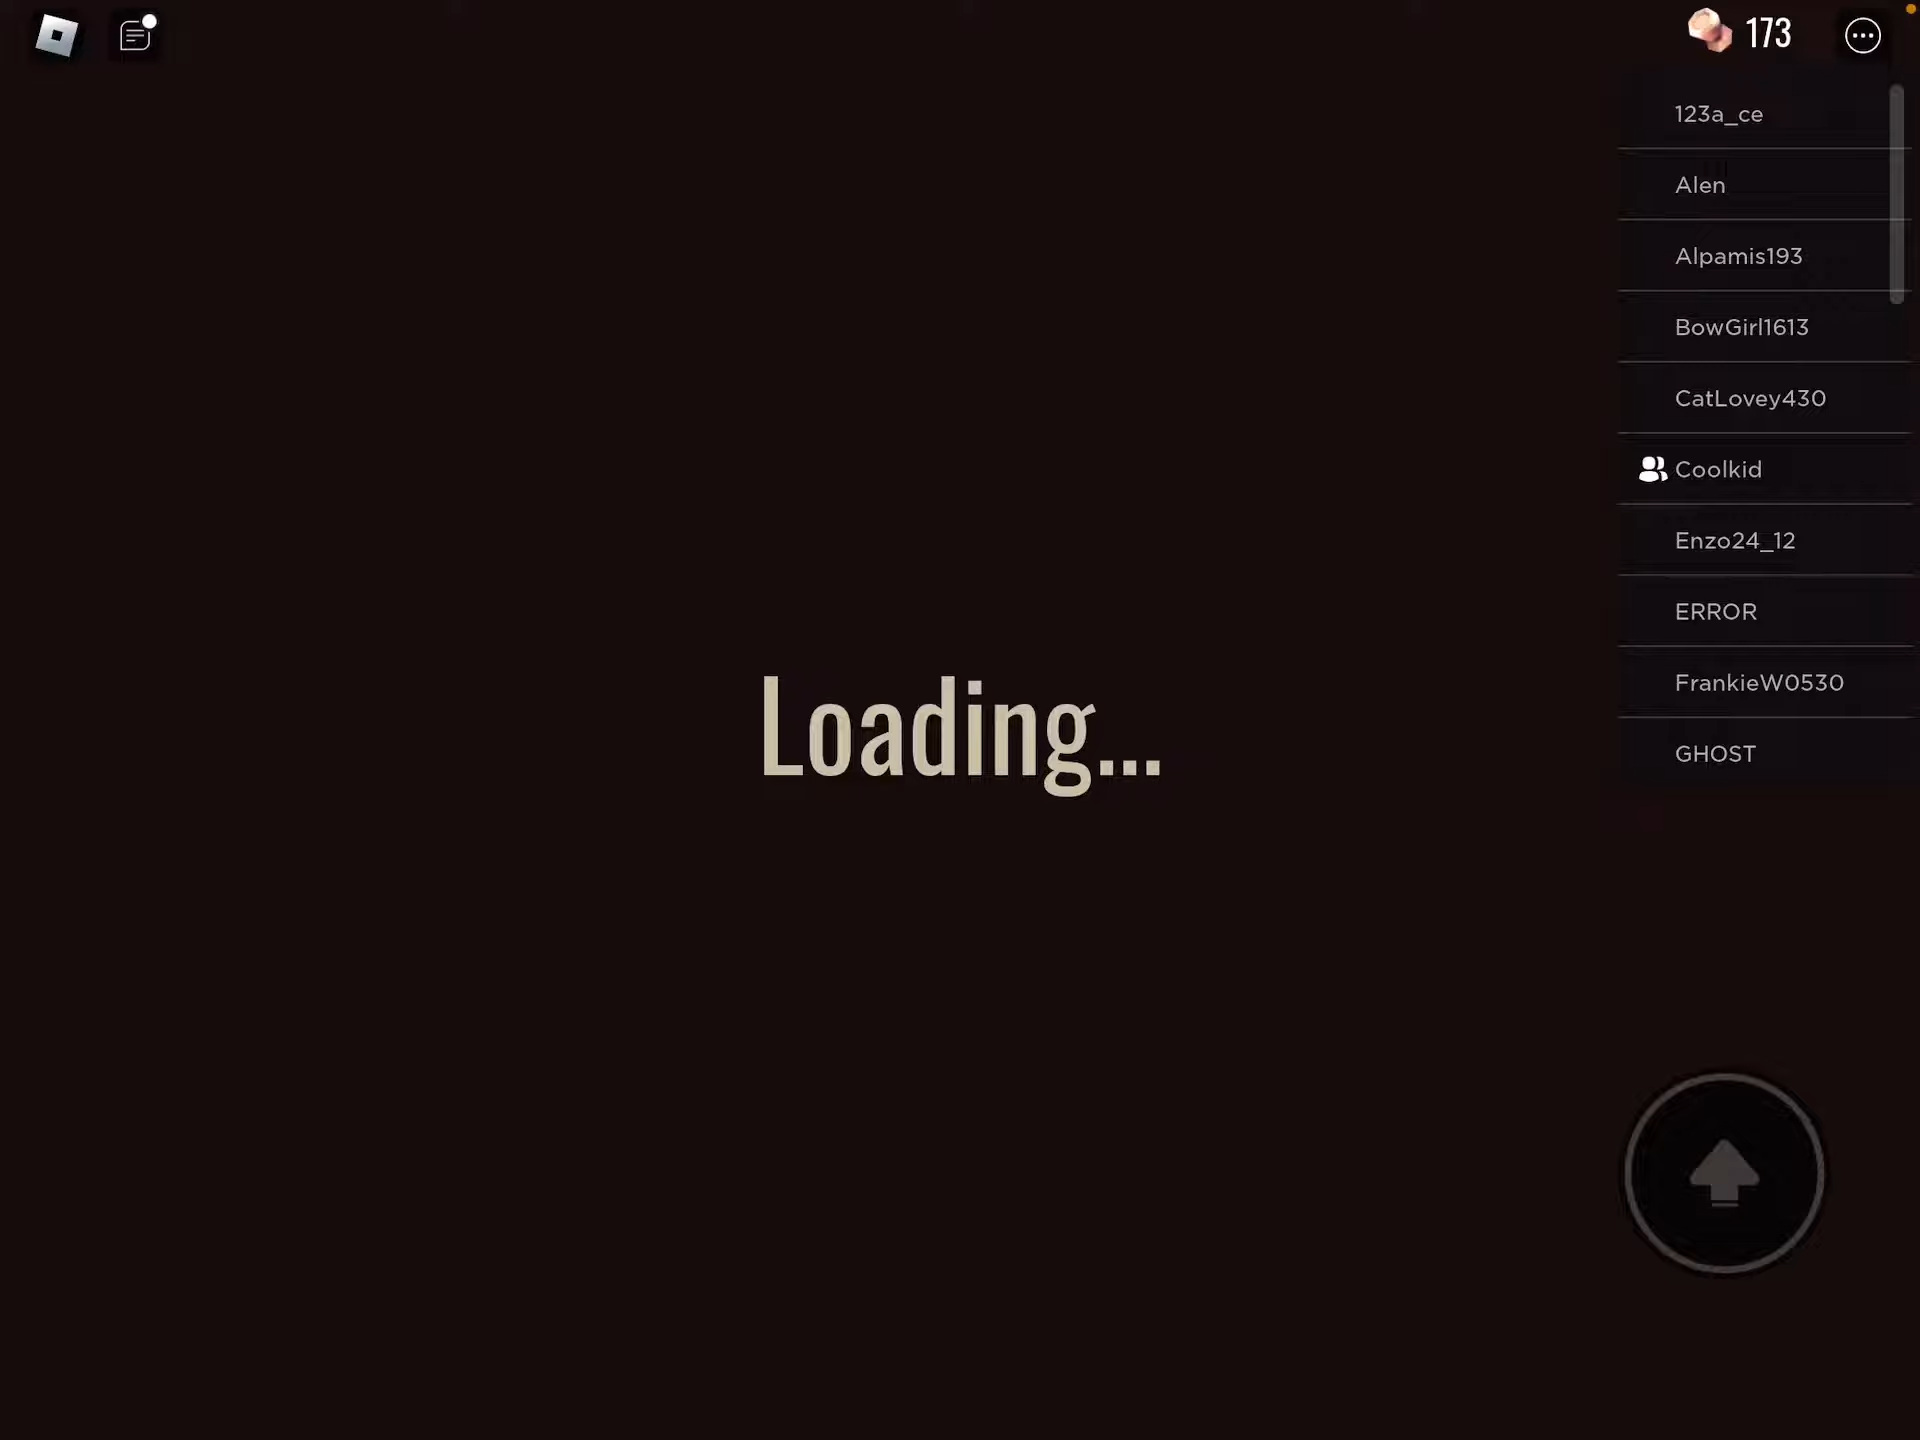 173
123a_ce
Alen
Alpamis193
BowGirl1613
CatLovey430
Coolkid
Enzo24_12
ERROR
FrankieW0530
GHOST
Loading...